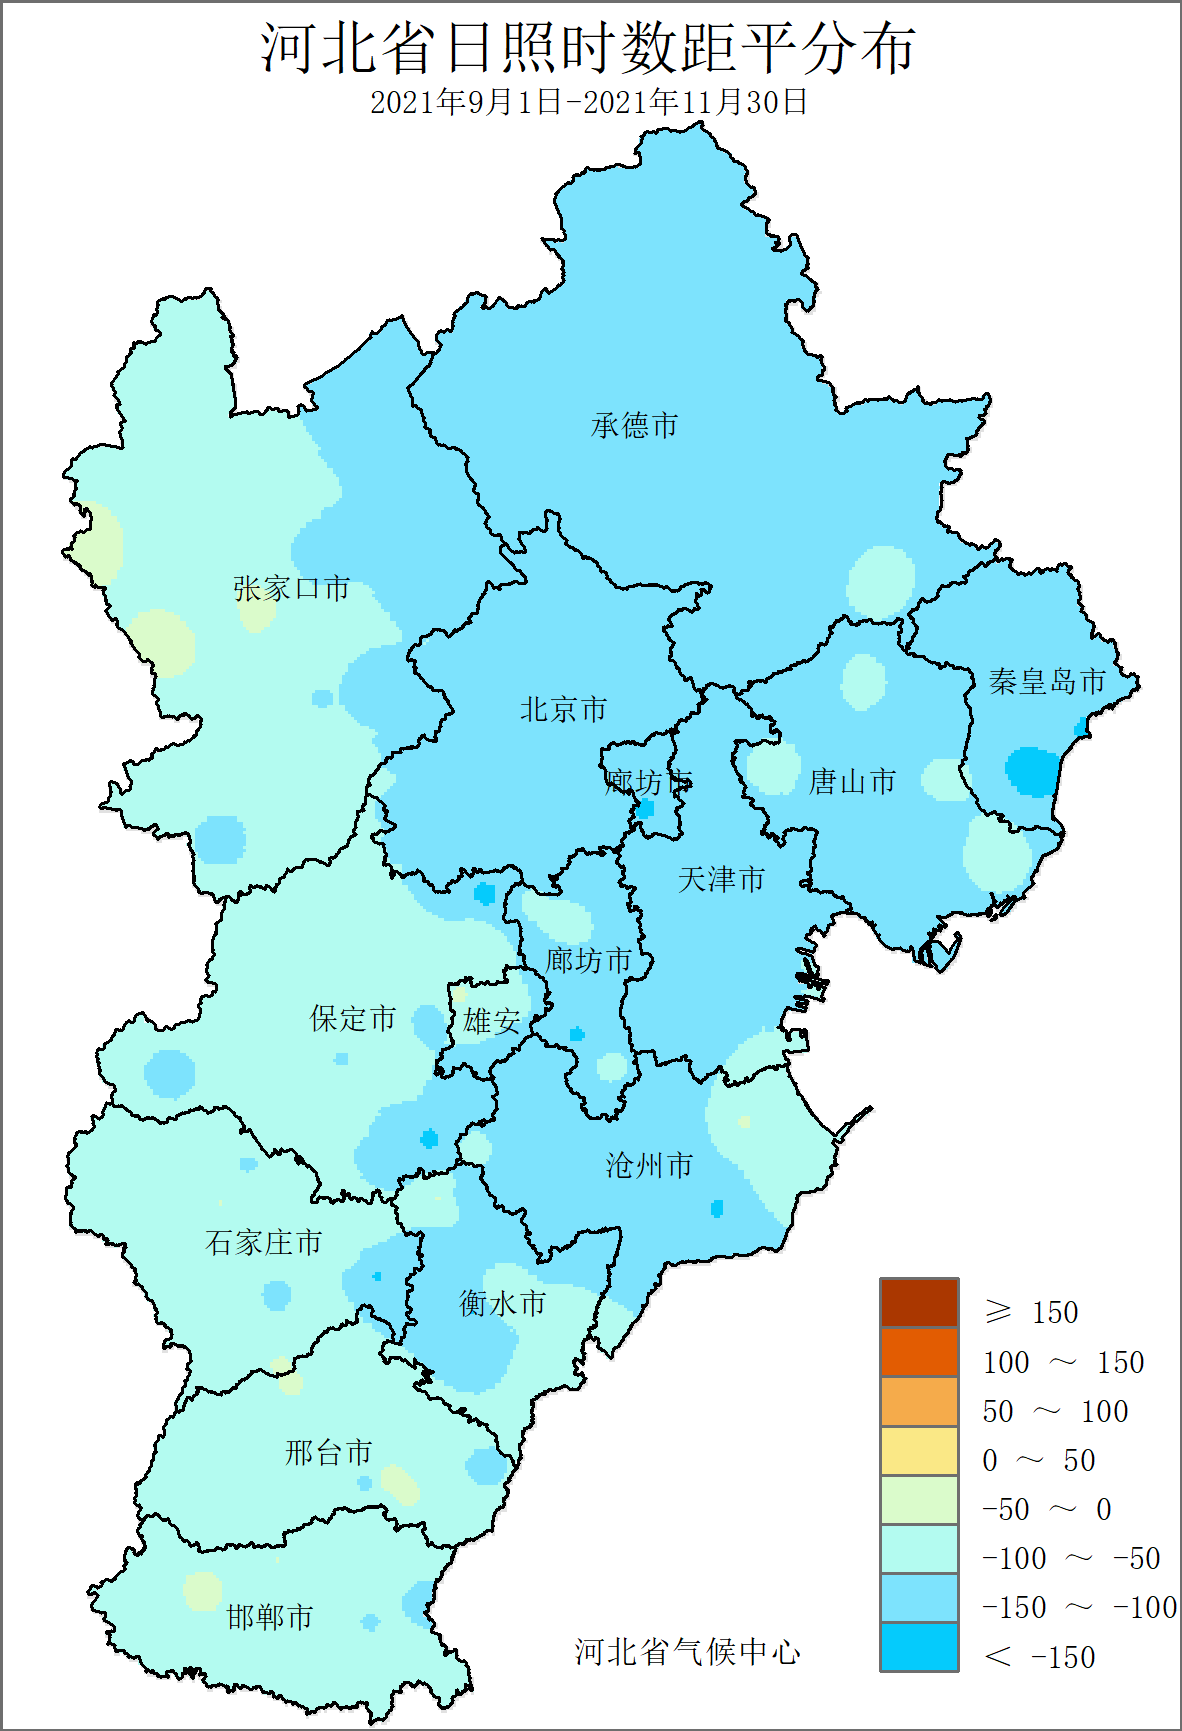 河北省日照时数距平分布
2021年9月1日-2021年11月30日
承德市
张家口市
秦皇岛市
北京市
廊坊市
唐山市
天津市
廊坊市
保定市
雄安
沧州市
石家庄市
衡水市
邢台市
邯郸市
≥ 150
100 ～ 150
50 ～ 100
0 ～ 50
-50 ～ 0
-100 ～ -50
-150 ～ -100
< -150
河北省气候中心